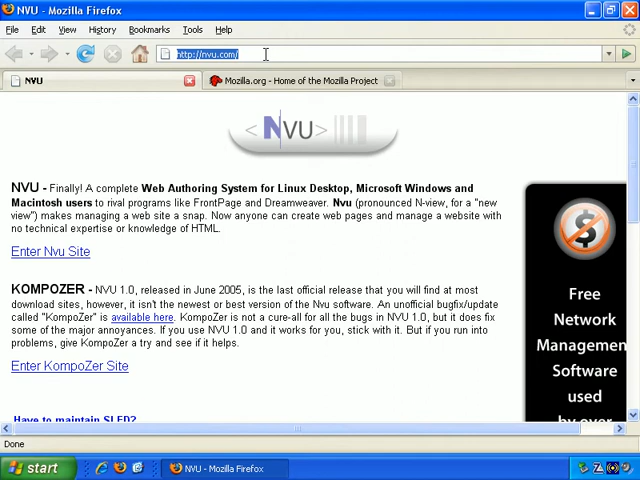 NVU - Mozilla Firefox
File Edit View History Bookmarks Tools Help
http://nvu.com/
NVU
Mozilla.org - Home of the Mozilla Project
< NVU >
NVU - Finally! A complete Web Authoring System for Linux Desktop, Microsoft Windows and
Macintosh users to rival programs like FrontPage and Dreamweaver. Nvu (pronounced N-view, for a "new
view") makes managing a web site a snap. Now anyone can create web pages and manage a website with
no technical expertise or knowledge of HTML.
Enter Nvu Site
KOMPOZER - NVU 1.0, released in June 2005, is the last official release that you will find at most
download sites, however, it isn't the newest or best version of the Nvu software. An unofficial bugfix/update
called "KompoZer" is available here. KompoZer is not a cure-all for all the bugs in NVU 1.0, but it does fix
some of the major annoyances. If you use NVU 1.0 and it works for you, stick with it. But if you run into
problems, give KompoZer a try and see if it helps.
Enter KompoZer Site
Have to maintain SLED?
Free
Network
Managemen
Software
used
by over
Done
start
NVU - Mozilla Firefox